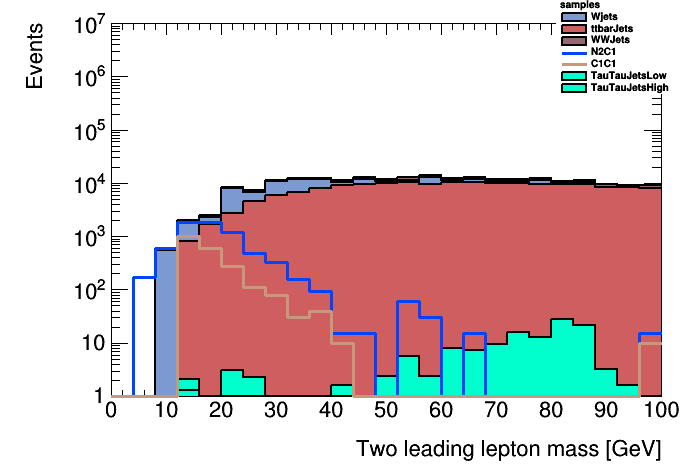 samples
Wjets
ttbarJets
WWJets
N2C1
C1C1
TauTauJetsLow
TauTauJetsHigh
Events
10^7
10^6
10^5
10^4
10^3
10^2
10
1
0 10 20 30 40 50 60 70 80 90 100
Two leading lepton mass [GeV]